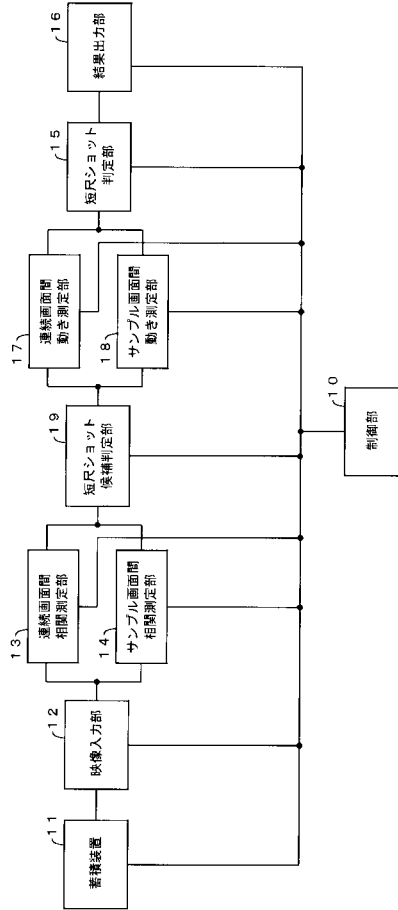 １１
蓄積装置
１２
映像入力部
１３
連続画面間
相関測定部
１４
サンプル画面間
相関測定部
１９
短尺ショット
候補判定部
１７
連続画面間
動き測定部
１８
サンプル画面間
動き測定部
１５
短尺ショット
判定部
１６
結果出力部
１０
制御部